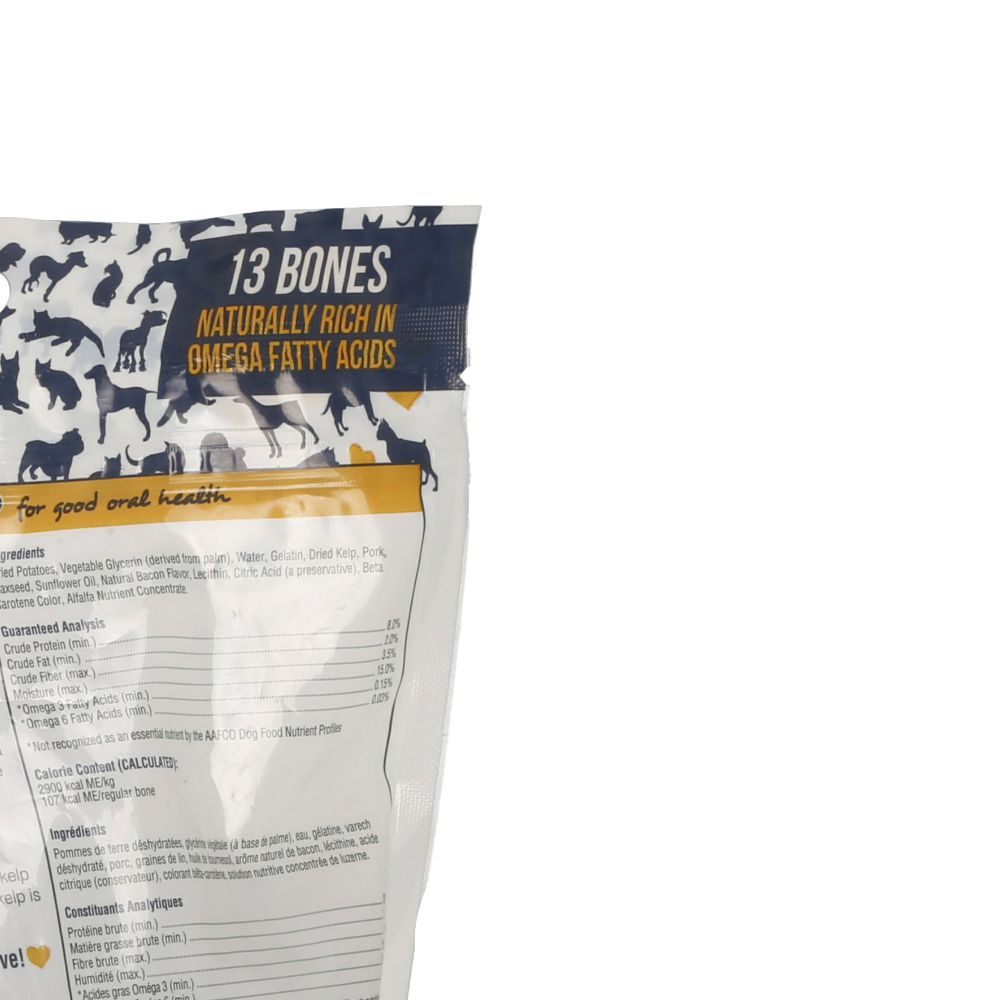 13 BONES
NATURALLY RICH IN
OMEGA FATTY ACIDS
for good oral health
gredients
ied Potatoes, Vegetable Glycerin (derived from palm), Water, Gelatin, Dried Kelp, Pork,
axseed, Sunflower Oil, Natural Bacon Flavor, Lecithin, Citric Acid (a preservative), Beta
arotene Color, Alfalfa Nutrient Concentrate.
Guaranteed Analysis
Crude Protein (min.) 8.0%
Crude Fat (min.) 2.0%
Crude Fiber (max.) 3.5%
Moisture (max.) 15.0%
*Omega 3 Fatty Acids (min.) 0.15%
*Omega 6 Fatty Acids (min.) 0.02%
*Not recognized as an essential nutrient by the AAFCO Dog Food Nutrient Profiles
Calorie Content (CALCULATED):
2900 kcal ME/kg
107 kcal ME/regular bone
Ingrédients
Pommes de terre déshydratées, glycérine végétale (à base de palme), eau, gélatine, varech
déshydraté, porc, graines de lin, huile de tournesol, arôme naturel de bacon, lécithine, acide
citrique (conservateur), colorant bêta-carotène, solution nutritive concentrée de luzerne.
kelp
kelp is
Constituants Analytiques
Protéine brute (min.)
Matière grasse brute (min.)
ve!
Fibre brute (max.)
Humidité (max.)
*Acides gras Oméga 3 (min.)